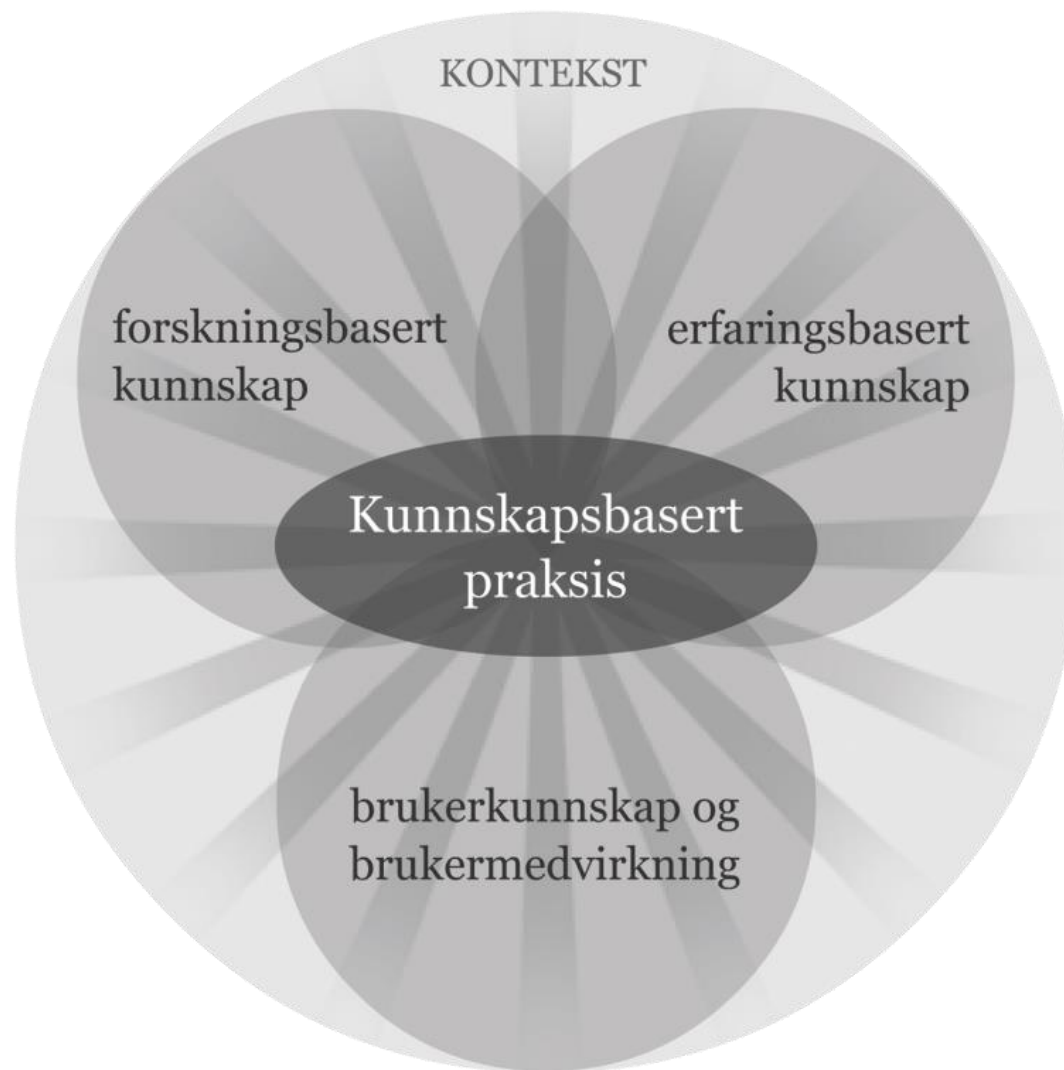 KONTEKST
forskningsbasert
kunnskap
erfaringsbasert
kunnskap
Kunnskapsbasert
praksis
brukerkunnskap og
brukermedvirkning